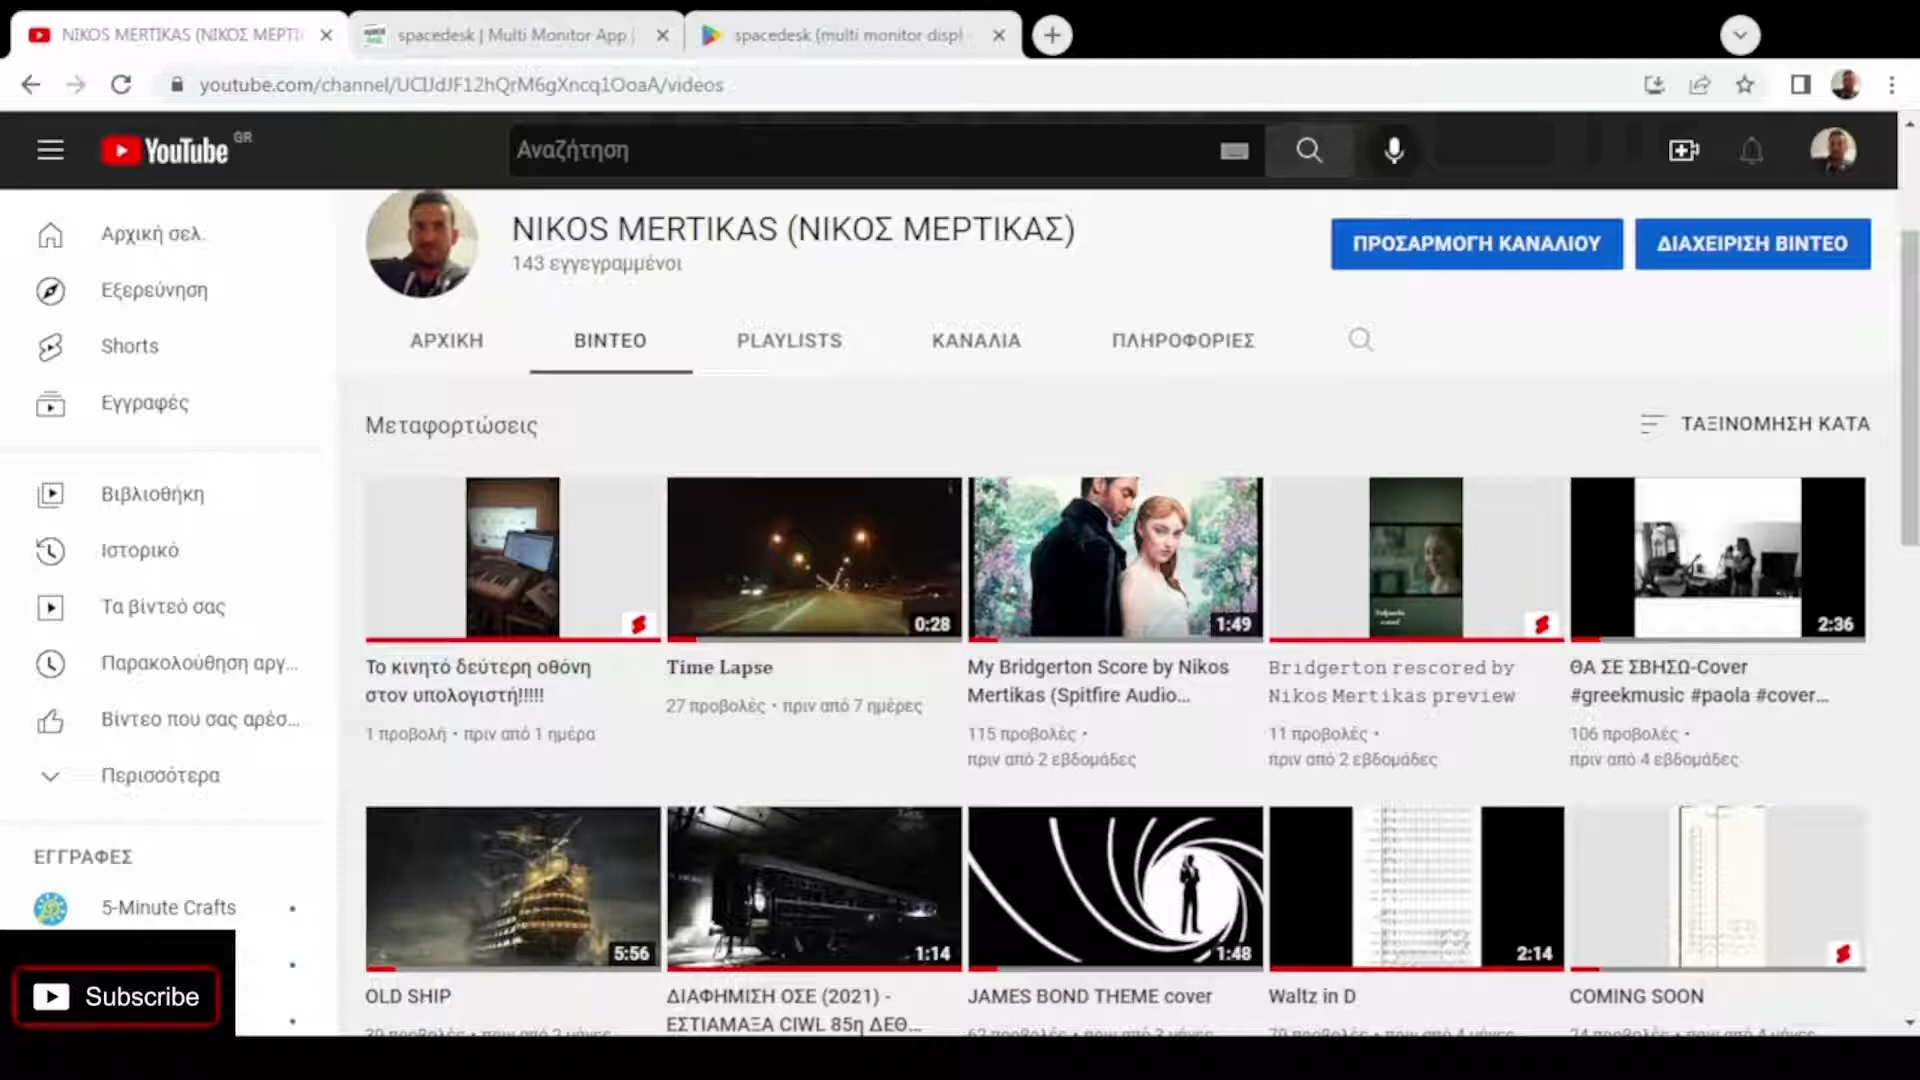 NIKOS MERTIKAS (ΝΙΚΟΣ ΜΕΡΤΙ
spacedesk | Multi Monitor App |
spacedesk (multi monitor displ
youtube.com/channel/UCIJdJF12hQrM6gXncq1OoaA/videos
YouTube GR
Αναζήτηση
Αρχική σελ.
Εξερεύνηση
Shorts
Εγγραφές
Βιβλιοθήκη
Ιστορικό
Τα βίντεό σας
Παρακολούθηση αργ...
Βίντεο που σας αρέσ...
Περισσότερα
ΕΓΓΡΑΦΕΣ
5-Minute Crafts
Subscribe
NIKOS MERTIKAS (ΝΙΚΟΣ ΜΕΡΤΙΚΑΣ)
143 εγγεγραμμένοι
ΠΡΟΣΑΡΜΟΓΗ ΚΑΝΑΛΙΟΥ
ΔΙΑΧΕΙΡΙΣΗ ΒΙΝΤΕΟ
ΑΡΧΙΚΗ
ΒΙΝΤΕΟ
PLAYLISTS
ΚΑΝΑΛΙΑ
ΠΛΗΡΟΦΟΡΙΕΣ
Μεταφορτώσεις
ΤΑΞΙΝΟΜΗΣΗ ΚΑΤΑ
Το κινητό δεύτερη οθόνη
στον υπολογιστή!!!!!
1 προβολή • πριν από 1 ημέρα
0:28
Time Lapse
27 προβολές • πριν από 7 ημέρες
1:49
My Bridgerton Score by Nikos
Mertikas (Spitfire Audio...
115 προβολές •
πριν από 2 εβδομάδες
Bridgerton rescored by
Nikos Mertikas preview
11 προβολές •
πριν από 2 εβδομάδες
2:36
ΘΑ ΣΕ ΣΒΗΣΩ-Cover
#greekmusic #paola #cover...
106 προβολές •
πριν από 4 εβδομάδες
5:56
OLD SHIP
1:14
ΔΙΑΦΗΜΙΣΗ ΟΣΕ (2021) -
ΕΣΤΙΑΜΑΞΑ CIWL 85η ΔΕΘ...
1:48
JAMES BOND THEME cover
2:14
Waltz in D
COMING SOON